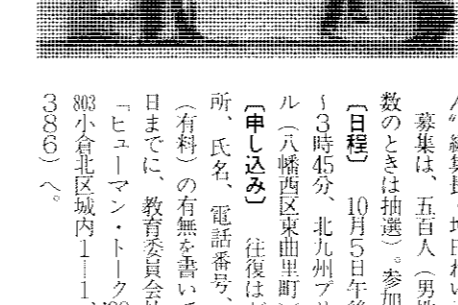 募集は、五百人（男
数のときは抽選）。参加
〔日程〕　10月5日午後
～3時45分、北九州プリ
ル（八幡西区東曲里町）
〔申し込み〕　往復は
所、氏名、電話番号、
（有料）の有無を書いて
日までに、教育委員会
「ヒューマン・トーク
803小倉北区城内1―1、
386）へ。